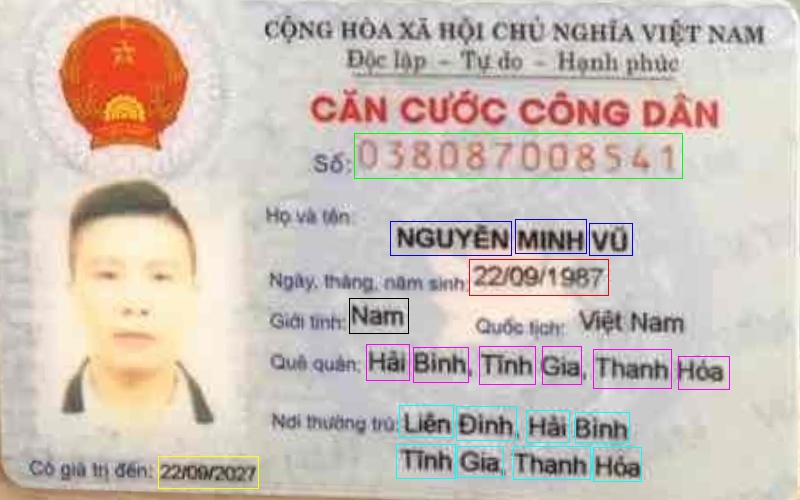 CỘNG HÒA XÃ HỘI CHỦ NGHĨA VIỆT NAM
Độc lập - Tự do - Hạnh phúc
CĂN CƯỚC CÔNG DÂN
Số: 038087008541
Họ và tên:
NGUYỄN MINH VŨ
Ngày, tháng, năm sinh: 22/09/1987
Giới tính: Nam Quốc tịch: Việt Nam
Quê quán: Hải Bình, Tĩnh Gia, Thanh Hóa
Nơi thường trú: Liên Đình, Hải Bình
Tĩnh Gia, Thanh Hóa
Có giá trị đến: 22/09/2027